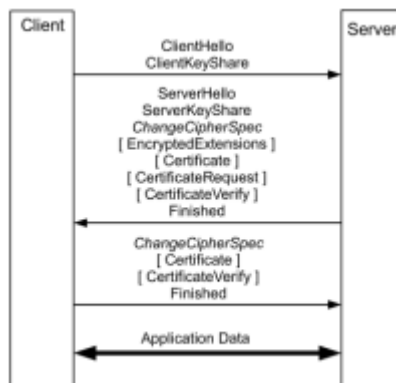 Client
Server
ClientHello
ClientKeyShare
ServerHello
ServerKeyShare
ChangeCipherSpec
[ EncryptedExtensions ]
[ Certificate ]
[ CertificateRequest ]
[ CertificateVerify ]
Finished
ChangeCipherSpec
[ Certificate ]
[ CertificateVerify ]
Finished
Application Data